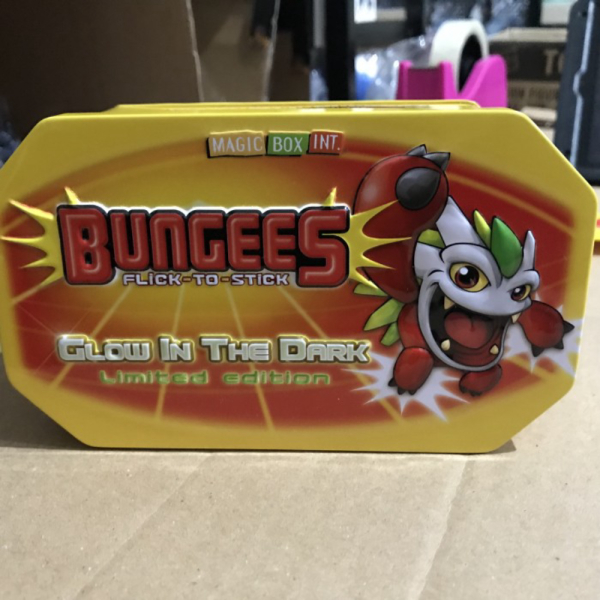 MAGIC BOX INT.
BUNGEES
FLICK-TO-STICK
GLOW IN THE DARK
Limited edition